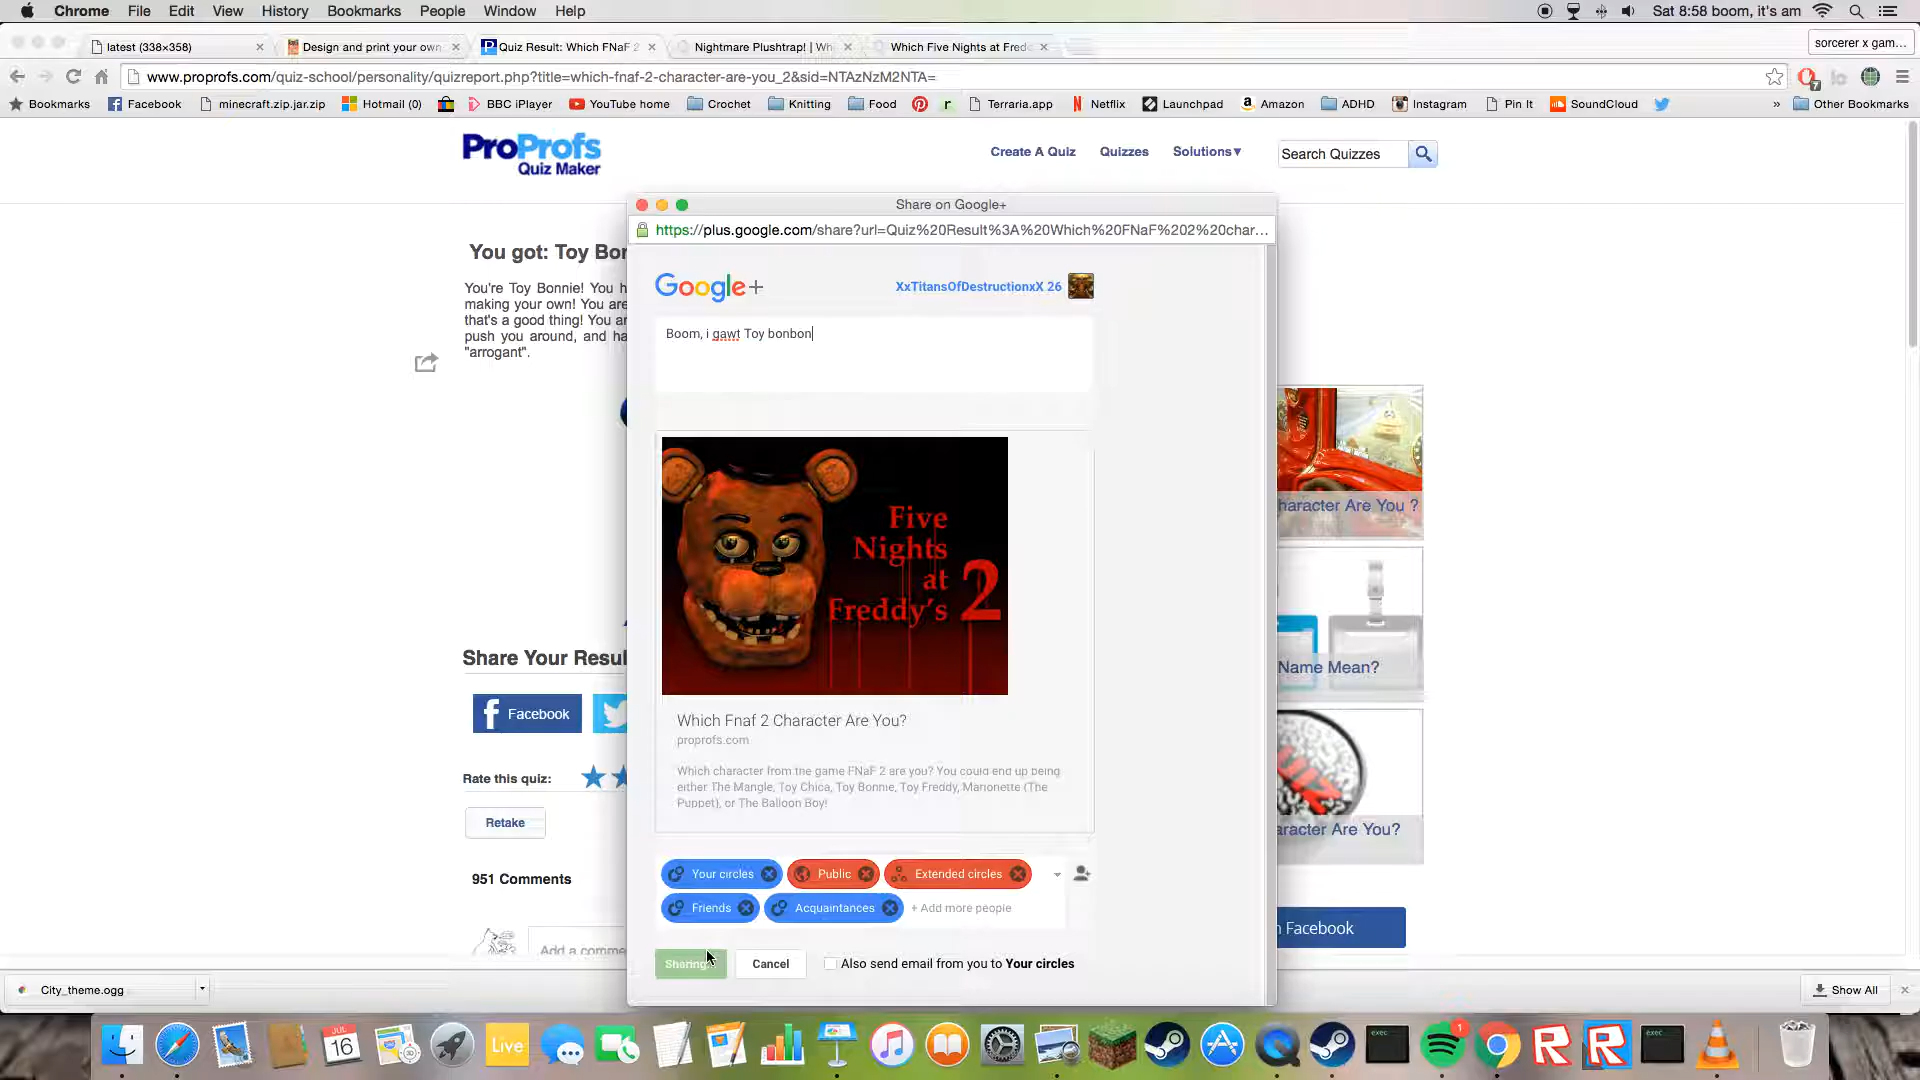 Chrome File Edit View History Bookmarks People Window Help
Sat 8:58 boom, it's am
latest (338×358)
Design and print your own
Quiz Result: Which FNaF 2
Nightmare Plushtrap! | Wh
Which Five Nights at Fredd
sorcerer x gam...
www.proprofs.com/quiz-school/personality/quizreport.php?title=which-fnaf-2-character-are-you_2&sid=NTAzNzM2NTA=
7
Bookmarks Facebook minecraft.zip.jar.zip Hotmail (0) BBC iPlayer YouTube home Crochet Knitting Food Terraria.app Netflix Launchpad Amazon ADHD Instagram Pin It SoundCloud » Other Bookmarks
ProProfs
Quiz Maker
Create A Quiz Quizzes Solutions▾
Search Quizzes
Share on Google+
https://plus.google.com/share?url=Quiz%20Result%3A%20Which%20FNaF%202%20char...
You got: Toy Bon
You're Toy Bonnie! You h
making your own! You are
that's a good thing! You ar
push you around, and ha
"arrogant".
Google+
XxTitansOfDestructionxX 26
Boom, i gawt Toy bonbon
Five
Nights
at
Freddy's 2
Which Fnaf 2 Character Are You?
proprofs.com
Which character from the game FNaF 2 are you? You could end up being
either The Mangle, Toy Chica, Toy Bonnie, Toy Freddy, Marionette (The
Puppet), or The Balloon Boy!
Your circles Public Extended circles
Friends Acquaintances + Add more people
Sharing...
Cancel
Also send email from you to Your circles
Share Your Resul
Facebook
Rate this quiz:
Retake
951 Comments
Add a comme
haracter Are You ?
Name Mean?
aracter Are You?
n Facebook
City_theme.ogg
Show All
JUL
16
Live
exec
1
exec